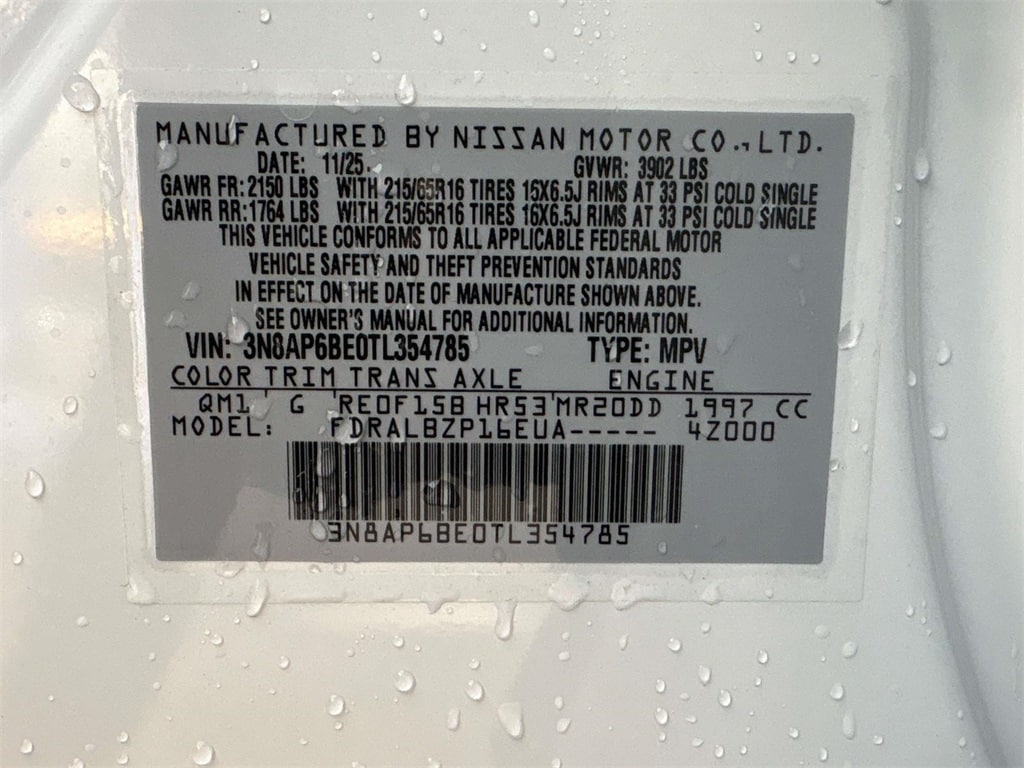 MANUFACTURED BY NISSAN MOTOR CO.,LTD.
DATE: 11/25. GVWR: 3902 LBS
GAWR FR: 2150 LBS WITH 215/65R16 TIRES 16X6.5J RIMS AT 33 PSI COLD SINGLE
GAWR RR: 1764 LBS WITH 215/65R16 TIRES 16X6.5J RIMS AT 33 PSI COLD SINGLE
THIS VEHICLE CONFORMS TO ALL APPLICABLE FEDERAL MOTOR
VEHICLE SAFETY AND THEFT PREVENTION STANDARDS
IN EFFECT ON THE DATE OF MANUFACTURE SHOWN ABOVE.
SEE OWNER'S MANUAL FOR ADDITIONAL INFORMATION.
VIN: 3N8AP6BE0TL354785 TYPE: MPV
COLOR TRIM TRANS AXLE ENGINE
QM1 G RE0F15B HR53 MR20DD 1997 CC
MODEL: FDRALBZP16EUA----- 4Z000
3N8AP6BE0TL354785